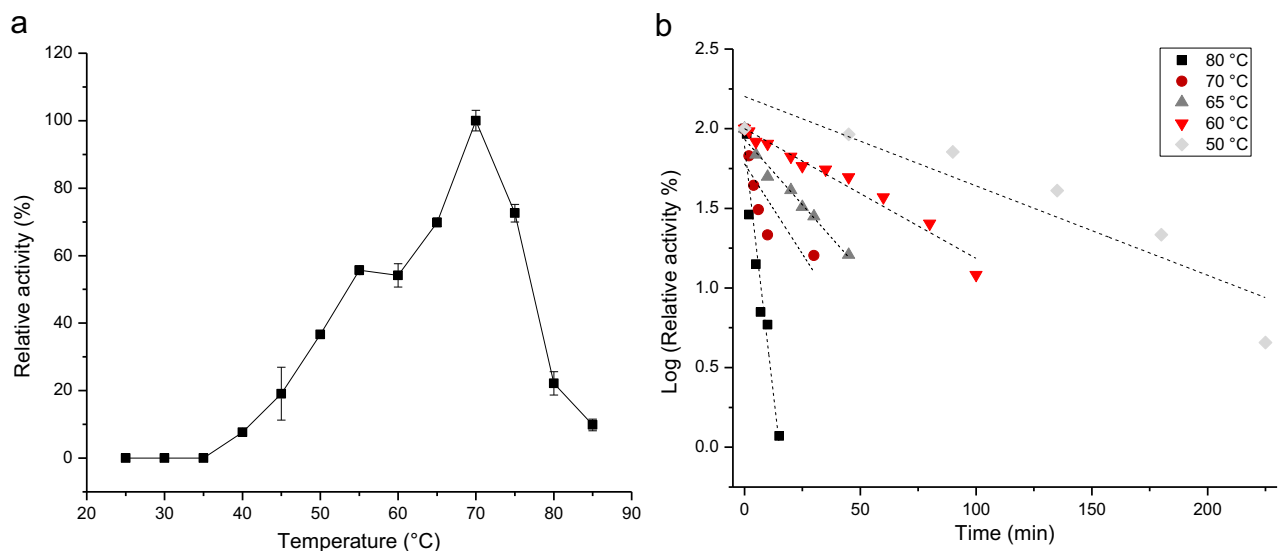 a
120
100
80
60
40
20
0
Relative activity (%)
20 30 40 50 60 70 80 90
Temperature (°C)
b
2.5
2.0
1.5
1.0
0.5
0.0
Log (Relative activity %)
0 50 100 150 200
Time (min)
80 °C
70 °C
65 °C
60 °C
50 °C